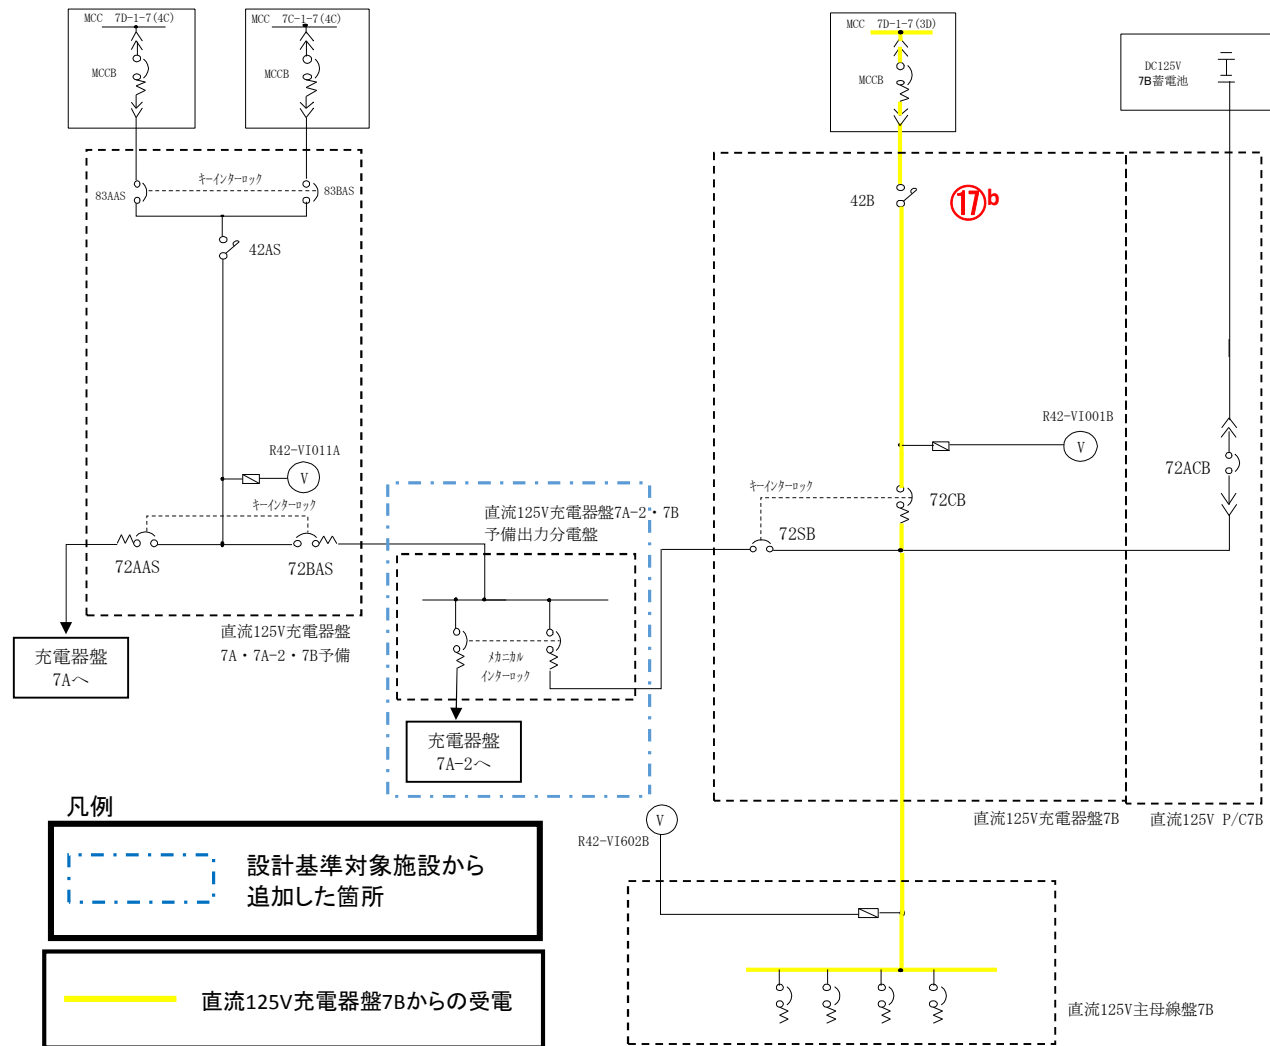 MCC 7D-1-7(4C)
MCCB
MCC 7C-1-7(4C)
MCCB
MCC 7D-1-7(3D)
MCCB
DC125V
7B蓄電池
83AAS
キーインターロック
83BAS
42AS
42B
⑰b
R42-VI011A
V
キーインターロック
72AAS
72BAS
直流125V充電器盤
7A・7A-2・7B予備
充電器盤
7Aへ
直流125V充電器盤7A-2・7B
予備出力分電盤
メカニカル
インターロック
充電器盤
7A-2へ
キーインターロック
72SB
72CB
R42-VI001B
V
72ACB
直流125V充電器盤7B
直流125V P/C7B
V
R42-VI602B
直流125V主母線盤7B
凡例
設計基準対象施設から
追加した箇所
直流125V充電器盤7Bからの受電